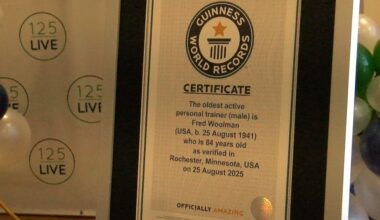 125
LIVE
125
125
LIVE
GUINNESS
WORLD RECORDS
CERTIFICATE
The oldest active
personal trainer (male) is
Fred Woolman
(USA, b. 25 August 1941)
who is 84 years old
as verified in
Rochester, Minnesota, USA
on 25 August 2025
OFFICIALLY AMAZING